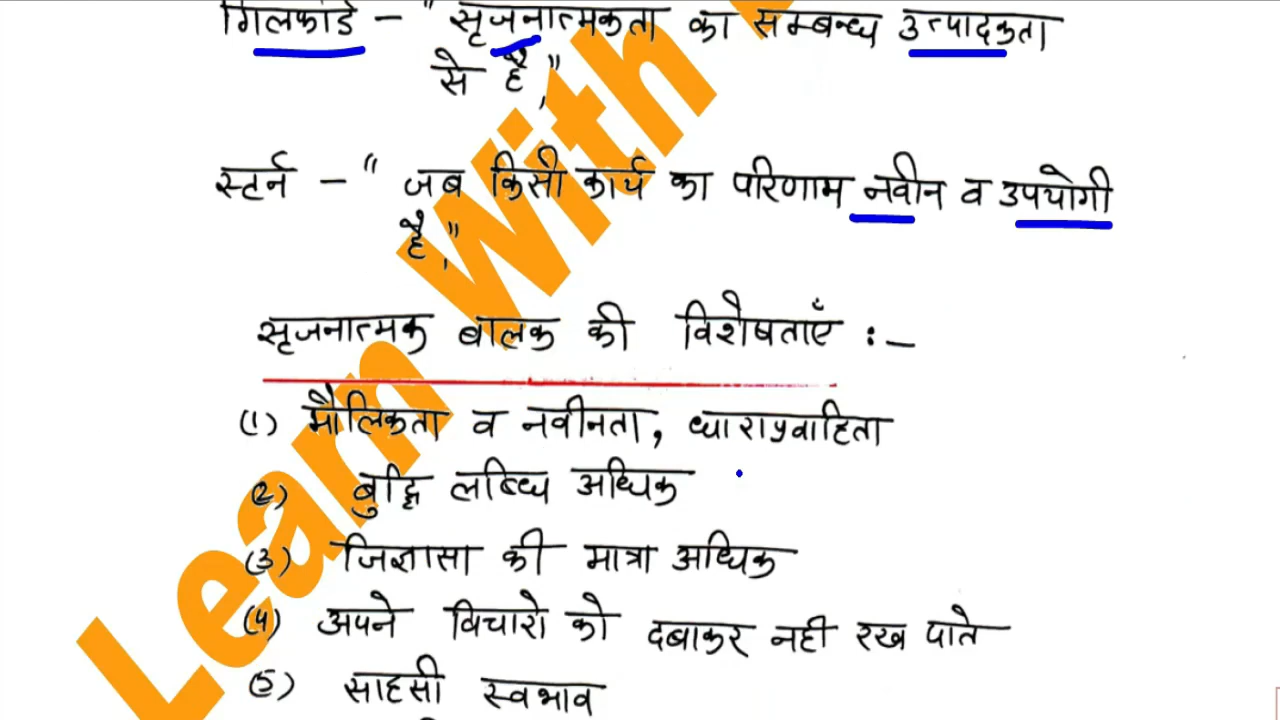 गिलफोर्ड - " सृजनात्मकता का सम्बन्ध उत्पादकता
से है,"
स्टर्न - " जब किसी कार्य का परिणाम नवीन व उपयोगी
है,"
सृजनात्मक बालक की विशेषताएँ :-
(1) मौलिकता व नवीनता, धाराप्रवाहिता
(2) बुद्धि लब्धि अधिक
(3) जिज्ञासा की मात्रा अधिक
(4) अपने विचारो को दबाकर नही रख पाते
(5) साहसी स्वभाव
Learn With